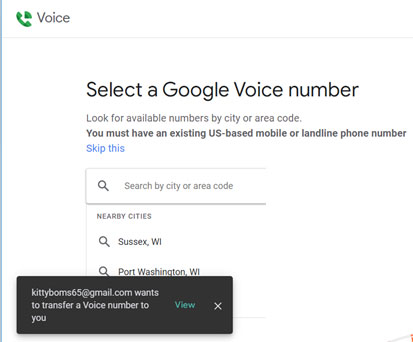 Voice
Select a Google Voice number
Look for available numbers by city or area code.
You must have an existing US-based mobile or landline phone number
Skip this
Search by city or area code
NEARBY CITIES
Sussex, WI
Port Washington, WI
kittyboms65@gmail.com wants
to transfer a Voice number to
you
View